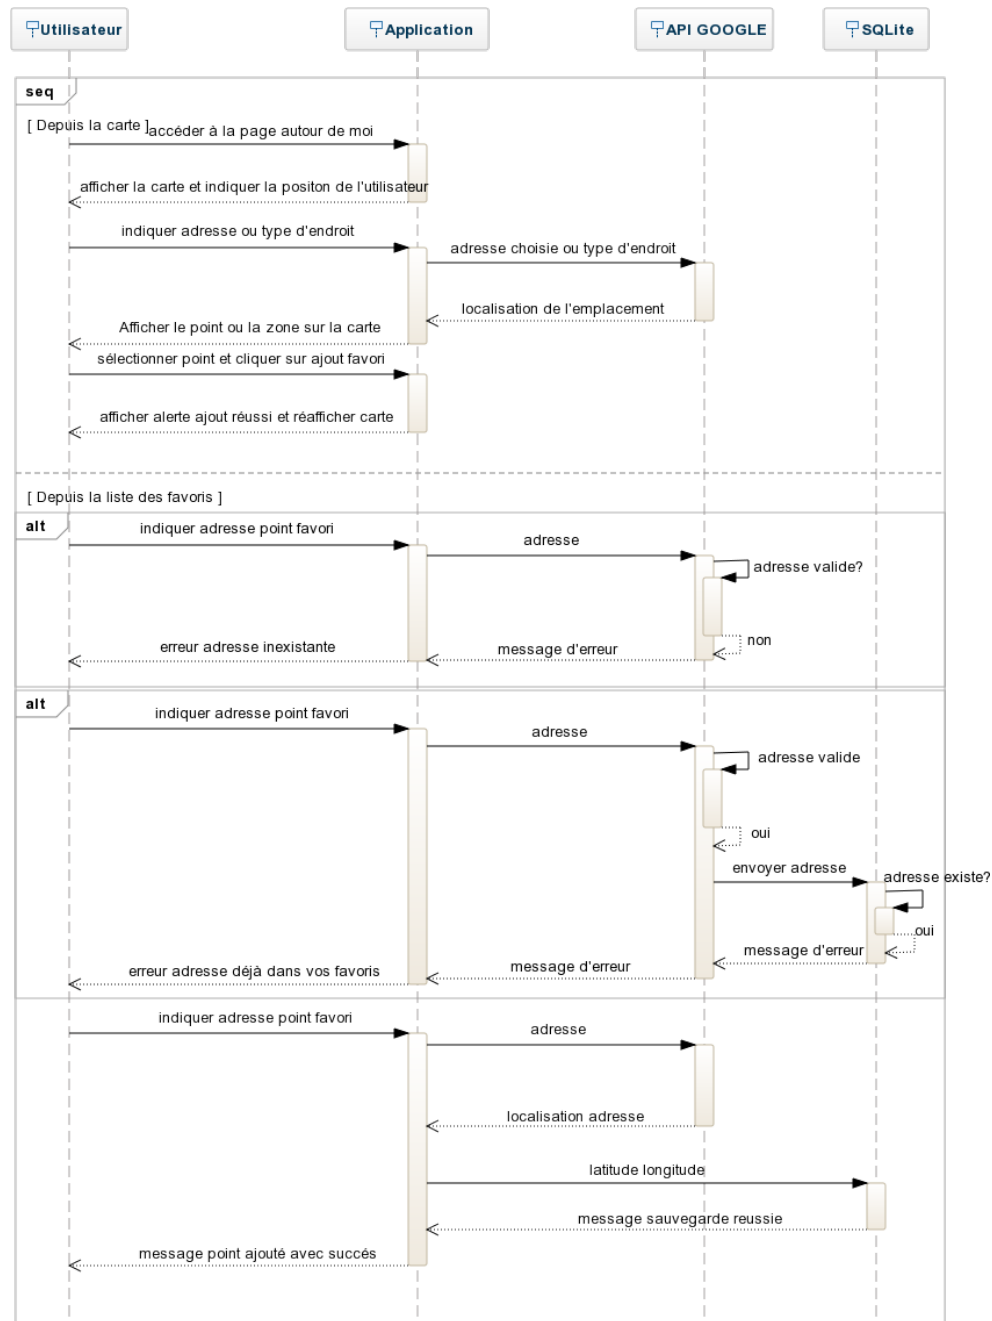 Utilisateur
Application
API GOOGLE
SQLite
seq
[ Depuis la carte ]
accéder à la page autour de moi
afficher la carte et indiquer la positon de l'utilisateur
indiquer adresse ou type d'endroit
adresse choisie ou type d'endroit
localisation de l'emplacement
Afficher le point ou la zone sur la carte
sélectionner point et cliquer sur ajout favori
afficher alerte ajout réussi et réafficher carte
[ Depuis la liste des favoris ]
alt
indiquer adresse point favori
adresse
adresse valide?
non
message d'erreur
erreur adresse inexistante
alt
indiquer adresse point favori
adresse
adresse valide
oui
envoyer adresse
adresse existe?
oui
message d'erreur
message d'erreur
erreur adresse déjà dans vos favoris
indiquer adresse point favori
adresse
localisation adresse
latitude longitude
message sauvegarde reussie
message point ajouté avec succés